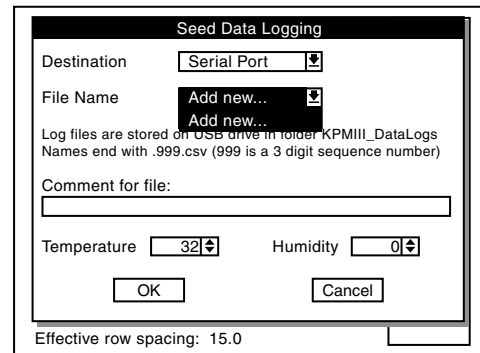 Seed Data Logging
Destination Serial Port
File Name Add new...
Add new...
Log files are stored on USB drive in folder KPMIII_DataLogs
Names end with .999.csv (999 is a 3 digit sequence number)
Comment for file:
Temperature 32 Humidity 0
OK Cancel
Effective row spacing: 15.0